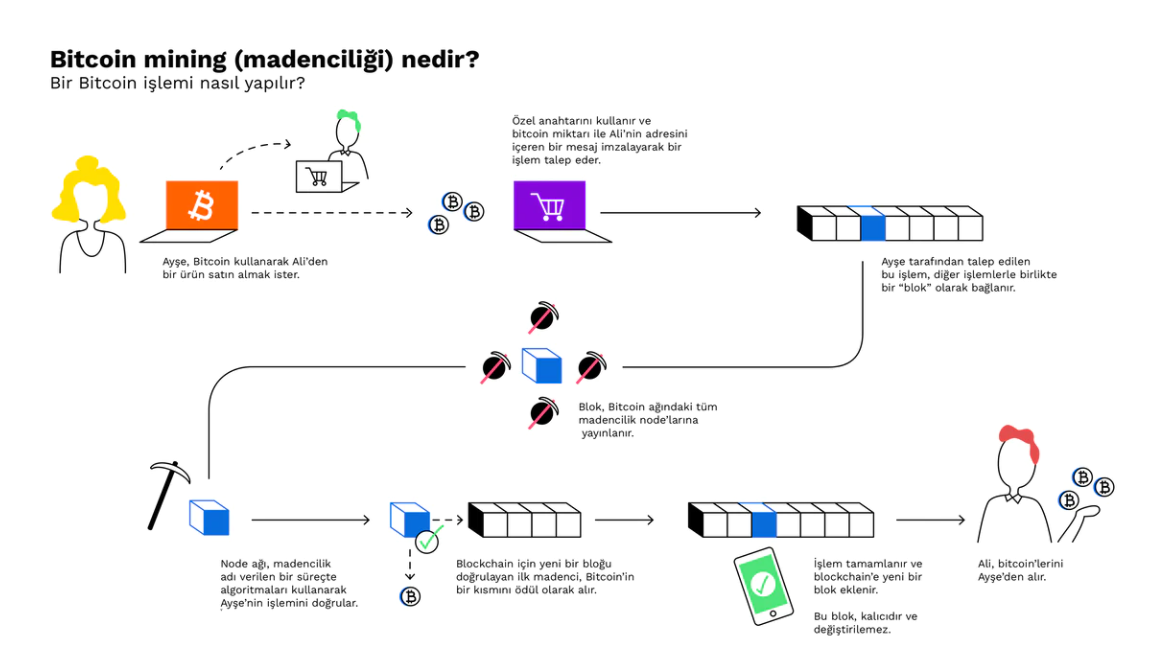 Bitcoin mining (madenciliği) nedir?
Bir Bitcoin işlemi nasıl yapılır?
Ayşe, Bitcoin kullanarak Ali’den
bir ürün satın almak ister.
Özel anahtarını kullanır ve
bitcoin miktarı ile Ali’nin adresini
içeren bir mesaj imzalayarak bir
işlem talep eder.
Ayşe tarafından talep edilen
bu işlem, diğer işlemlerle birlikte
bir “blok” olarak bağlanır.
Blok, Bitcoin ağındaki tüm
madencilik node’larına
yayınlanır.
Node ağı, madencilik
adı verilen bir süreçte
algoritmaları kullanarak
Ayşe’nin işlemini doğrular.
Blockchain için yeni bir bloğu
doğrulayan ilk madenci, Bitcoin’in
bir kısmını ödül olarak alır.
İşlem tamamlanır ve
blockchain’e yeni bir
blok eklenir.
Bu blok, kalıcıdır ve
değiştirilemez.
Ali, bitcoin’lerini
Ayşe’den alır.